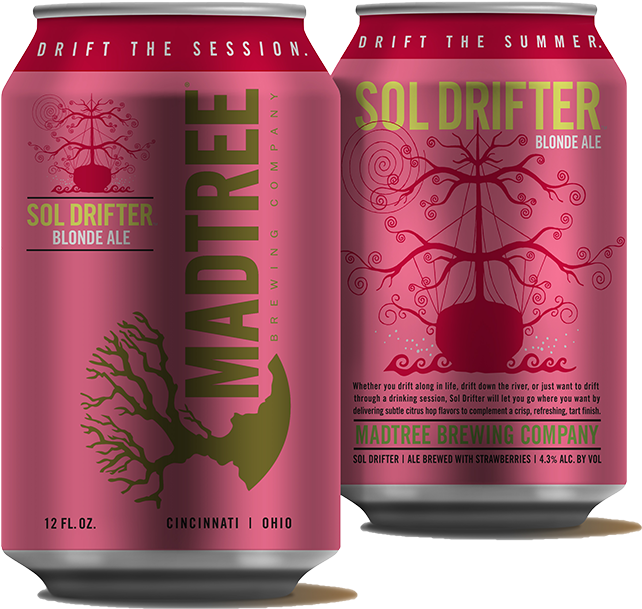 DRIFT THE SESSION.
SOL DRIFTER
BLONDE ALE
MADTREE
BREWING COMPANY
12 FL. OZ.
CINCINNATI | OHIO
DRIFT THE SUMMER.
SOL DRIFTER
BLONDE ALE
Whether you drift along in life, drift down the river, or just want to drift
through a drinking session, Sol Drifter will let you go where you want by
delivering subtle citrus hop flavors to complement a crisp, refreshing, tart finish.
MADTREE BREWING COMPANY
SOL DRIFTER | ALE BREWED WITH STRAWBERRIES | 4.3% ALC. BY VOL